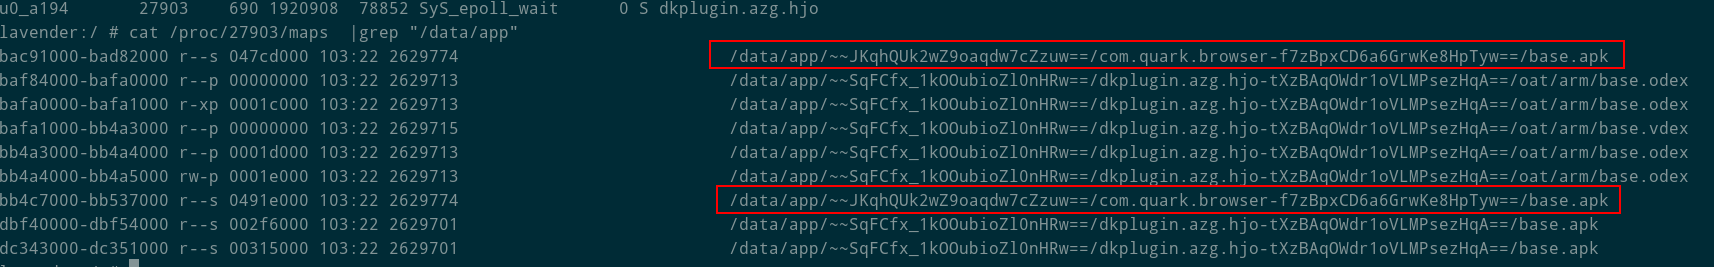 u0_a194 27903 690 1920908 78852 SyS_epoll_wait 0 S dkplugin.azg.hjo
lavender:/ # cat /proc/27903/maps |grep "/data/app"
bac91000-bad82000 r--s 047cd000 103:22 2629774 /data/app/~~JKqhQUk2wZ9oaqdw7cZzuw==/com.quark.browser-f7zBpxCD6a6GrwKe8HpTyw==/base.apk
baf84000-bafa0000 r--p 00000000 103:22 2629713 /data/app/~~SqFCfx_1kOOubioZl0nHRw==/dkplugin.azg.hjo-tXzBAqOWdr1oVLMPsezHqA==/oat/arm/base.odex
bafa0000-bafa1000 r-xp 0001c000 103:22 2629713 /data/app/~~SqFCfx_1kOOubioZl0nHRw==/dkplugin.azg.hjo-tXzBAqOWdr1oVLMPsezHqA==/oat/arm/base.odex
bafa1000-bb4a3000 r--p 00000000 103:22 2629715 /data/app/~~SqFCfx_1kOOubioZl0nHRw==/dkplugin.azg.hjo-tXzBAqOWdr1oVLMPsezHqA==/oat/arm/base.vdex
bb4a3000-bb4a4000 r--p 0001d000 103:22 2629713 /data/app/~~SqFCfx_1kOOubioZl0nHRw==/dkplugin.azg.hjo-tXzBAqOWdr1oVLMPsezHqA==/oat/arm/base.odex
bb4a4000-bb4a5000 rw-p 0001e000 103:22 2629713 /data/app/~~SqFCfx_1kOOubioZl0nHRw==/dkplugin.azg.hjo-tXzBAqOWdr1oVLMPsezHqA==/oat/arm/base.odex
bb4c7000-bb537000 r--s 0491e000 103:22 2629774 /data/app/~~JKqhQUk2wZ9oaqdw7cZzuw==/com.quark.browser-f7zBpxCD6a6GrwKe8HpTyw==/base.apk
dbf40000-dbf54000 r--s 002f6000 103:22 2629701 /data/app/~~SqFCfx_1kOOubioZl0nHRw==/dkplugin.azg.hjo-tXzBAqOWdr1oVLMPsezHqA==/base.apk
dc343000-dc351000 r--s 00315000 103:22 2629701 /data/app/~~SqFCfx_1kOOubioZl0nHRw==/dkplugin.azg.hjo-tXzBAqOWdr1oVLMPsezHqA==/base.apk